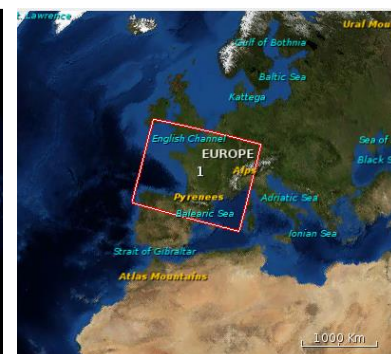 t. Lawrence
Ural Mou
Gulf of Bothnia
Baltic Sea
Kattega
English Channel
Sea of
EUROPE
Black S
1
Alps
Pyrenees
Adriatic Sea
Balearic Sea
Ionian Sea
Strait of Gibraltar
Atlas Mountains
1000 Km